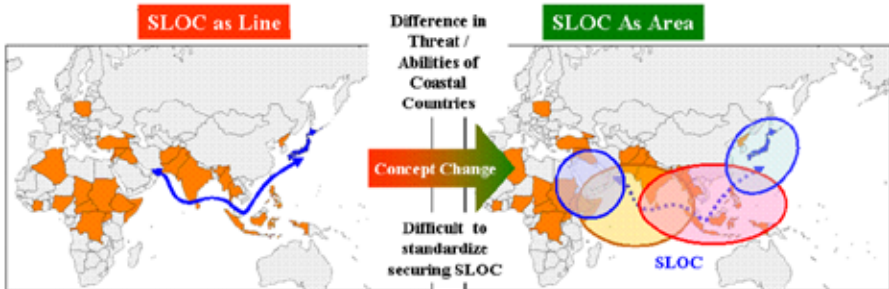 SLOC as Line
Difference in
Threat /
Abilities of
Coastal
Countries
SLOC As Area
Concept Change
Difficult to
standardize
securing SLOC
SLOC